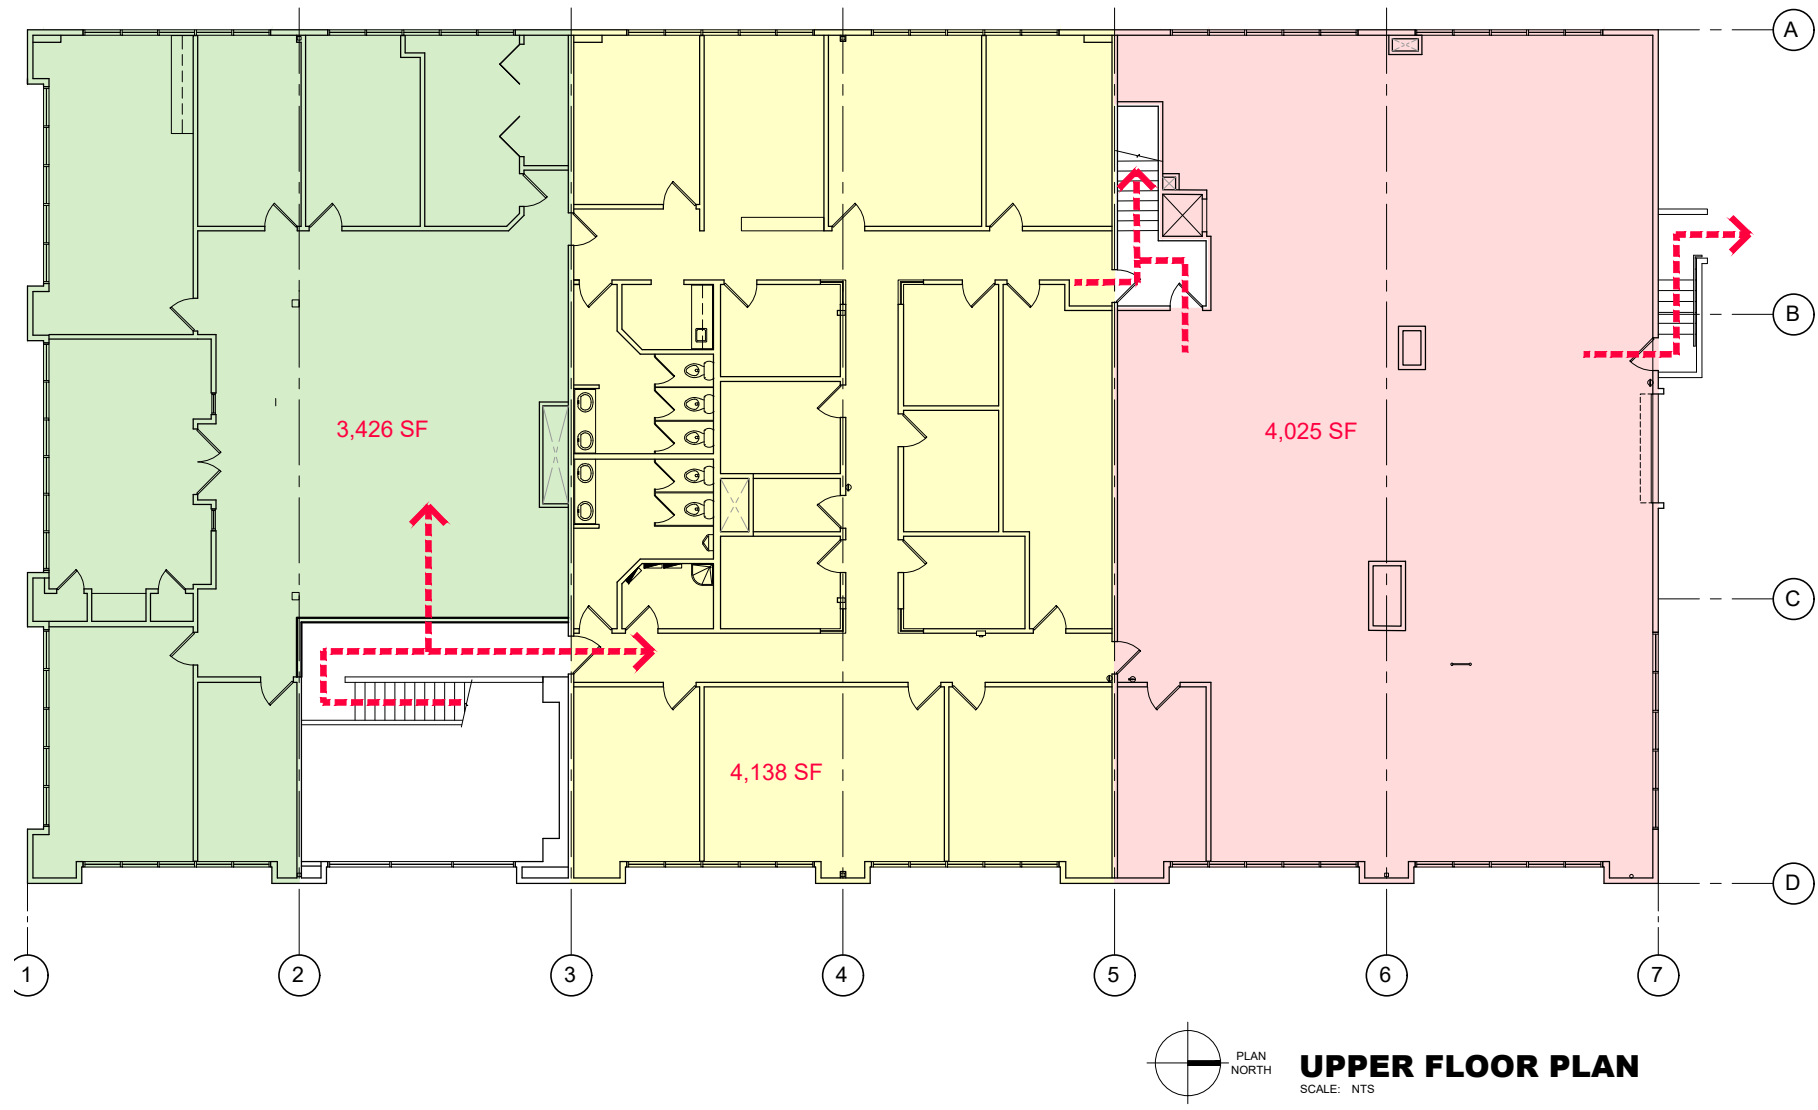 A
B
3,426 SF
4,025 SF
C
4,138 SF
D
1
2
3
4
5
6
7
PLAN
NORTH
UPPER FLOOR PLAN
SCALE: NTS